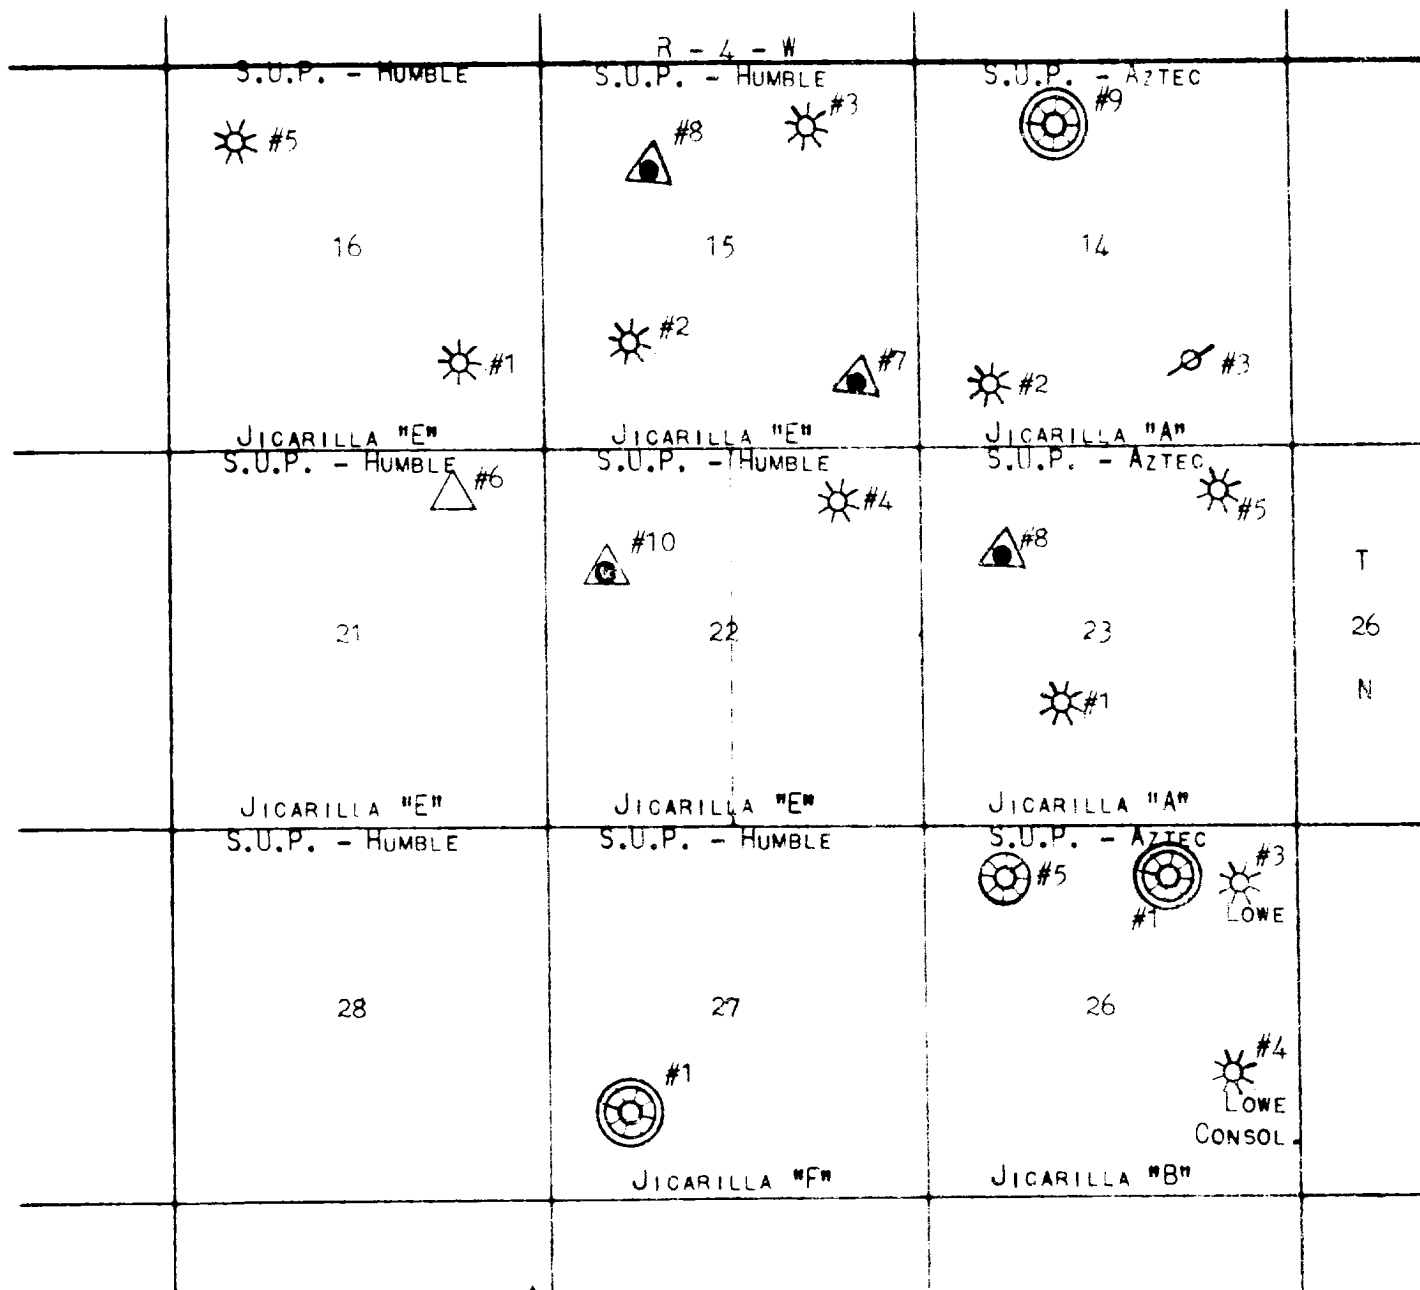 R - 4 - W
S.U.P. - HUMBLE
S.U.P. - HUMBLE
S.U.P. - AZTEC
#5
#8
#3
#9
16
15
14
#1
#2
#7
#2
#3
JICARILLA "E"
JICARILLA "E"
JICARILLA "A"
S.U.P. - HUMBLE
S.U.P. - HUMBLE
S.U.P. - AZTEC
#6
#4
#5
#10
#8
T
26
N
21
22
23
#1
JICARILLA "E"
JICARILLA "E"
JICARILLA "A"
S.U.P. - HUMBLE
S.U.P. - HUMBLE
S.U.P. - AZTEC
#5
#1
#3
LOWE
28
27
26
#1
#4
LOWE
CONSOL.
JICARILLA "F"
JICARILLA "B"